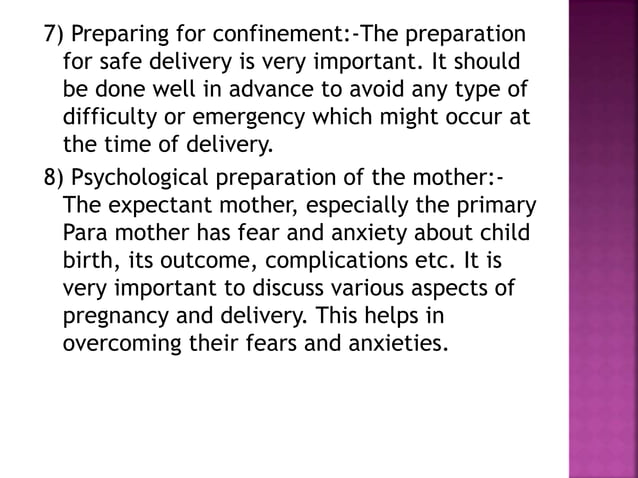 7) Preparing for confinement:-The preparation
for safe delivery is very important. It should
be done well in advance to avoid any type of
difficulty or emergency which might occur at
the time of delivery.
8) Psychological preparation of the mother:-
The expectant mother, especially the primary
Para mother has fear and anxiety about child
birth, its outcome, complications etc. It is
very important to discuss various aspects of
pregnancy and delivery. This helps in
overcoming their fears and anxieties.